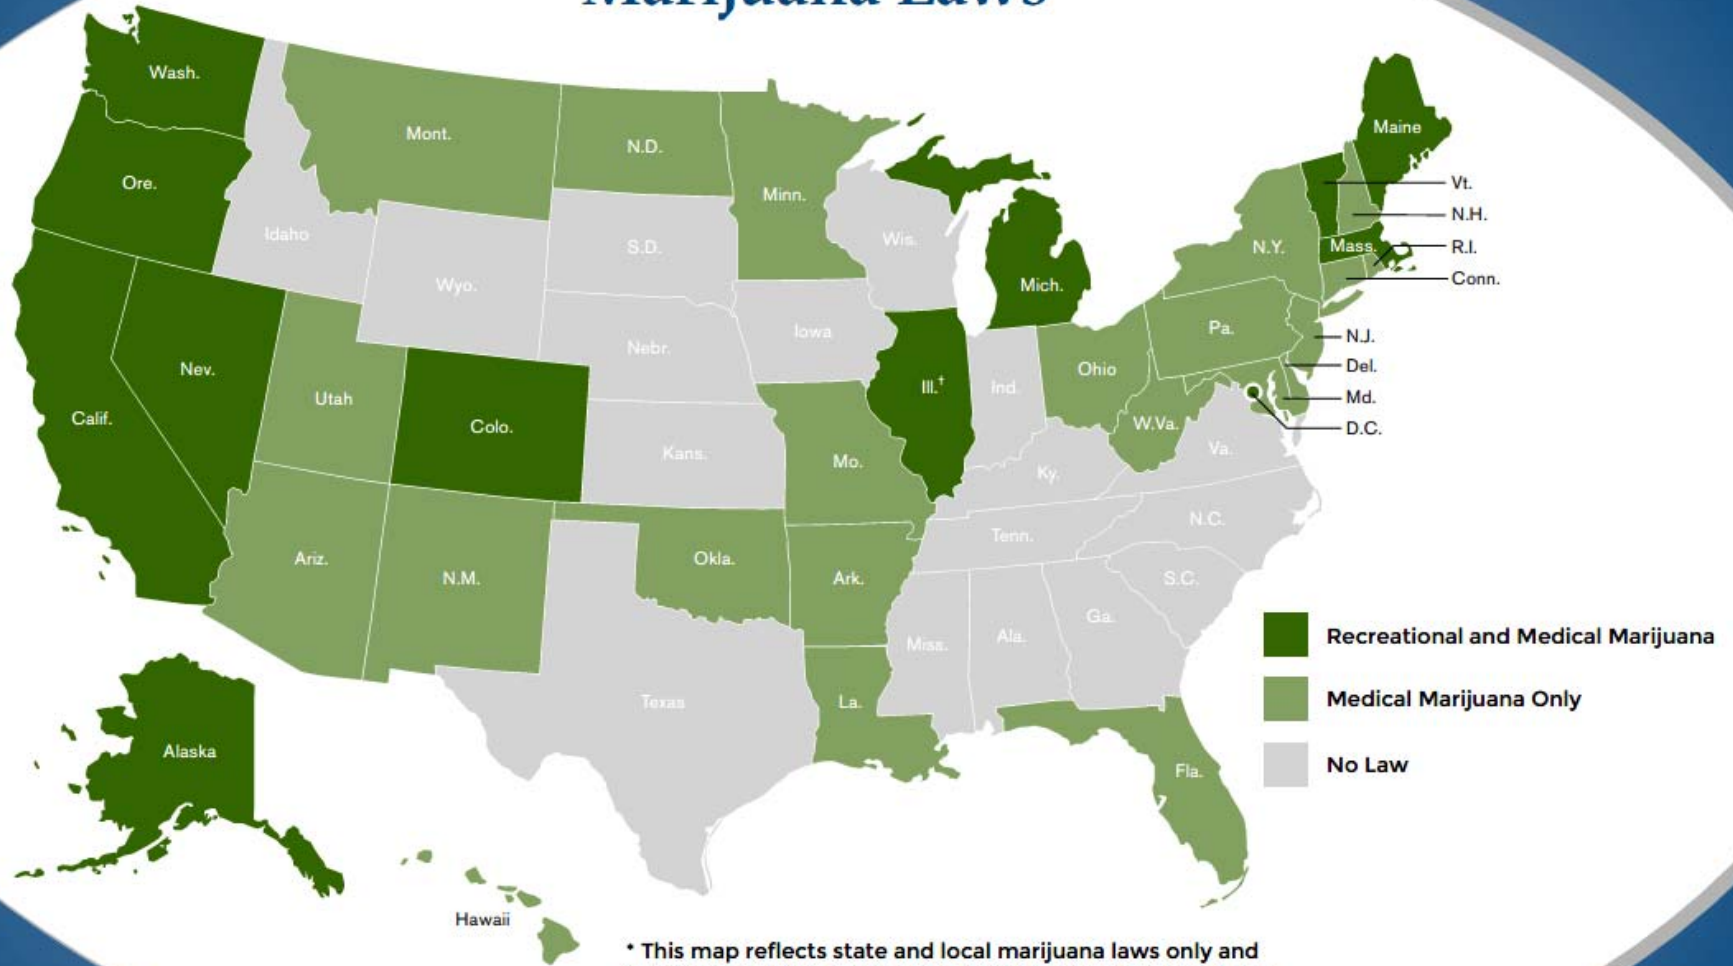 Marijuana Laws
Wash.
Mont.
N.D.
Minn.
Maine
Ore.
Idaho
Wyo.
S.D.
Wis.
Mich.
N.Y.
Vt.
N.H.
Mass.
R.I.
Conn.
Calif.
Nev.
Utah
Colo.
Nebr.
Iowa
Ill.†
Ind.
Ohio
Pa.
N.J.
Del.
Md.
D.C.
W.Va.
Va.
Kans.
Mo.
Ky.
Ariz.
N.M.
Okla.
Ark.
Tenn.
N.C.
S.C.
Texas
La.
Miss.
Ala.
Ga.
Fla.
Alaska
Hawaii
Recreational and Medical Marijuana
Medical Marijuana Only
No Law
* This map reflects state and local marijuana laws only and